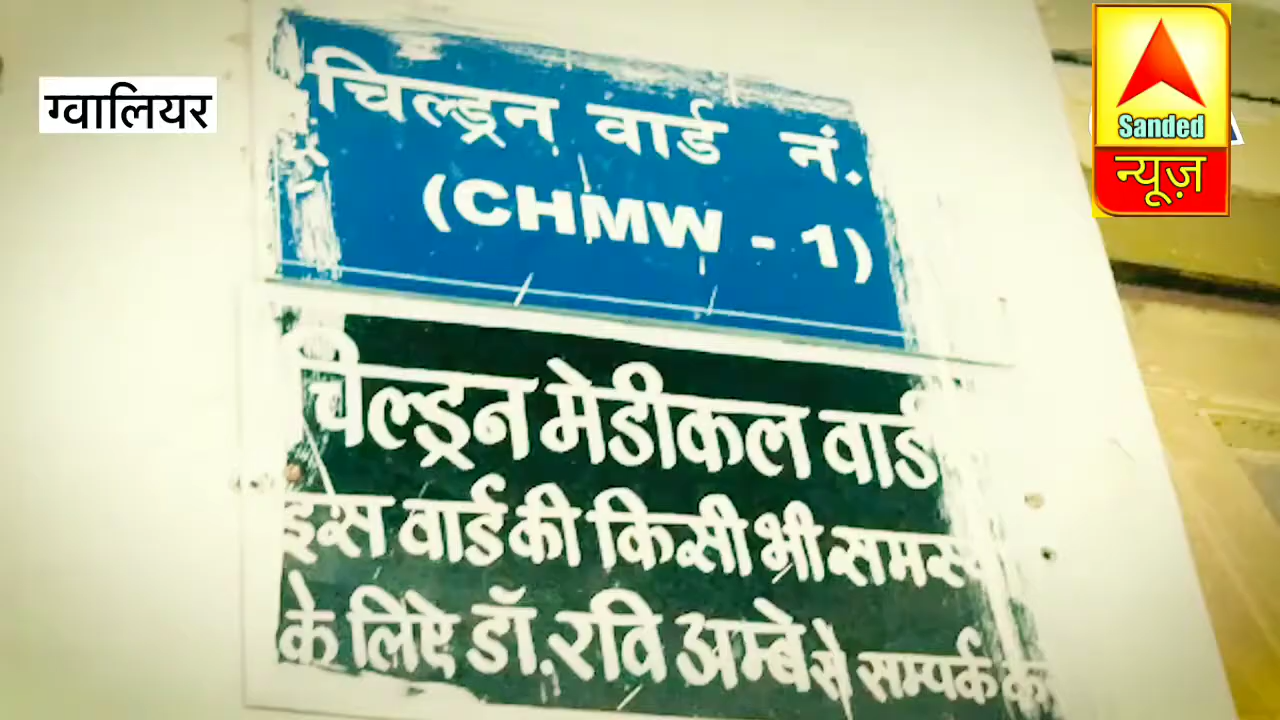 ग्वालियर
Sanded
न्यूज़
चिल्ड्रन वार्ड नं.
(CHMW - 1)
चिल्ड्रन मेडीकल वार्ड
इस वार्ड की किसी भी
के लिऐ डॉ. रवि अम्बे से सम्पर्क